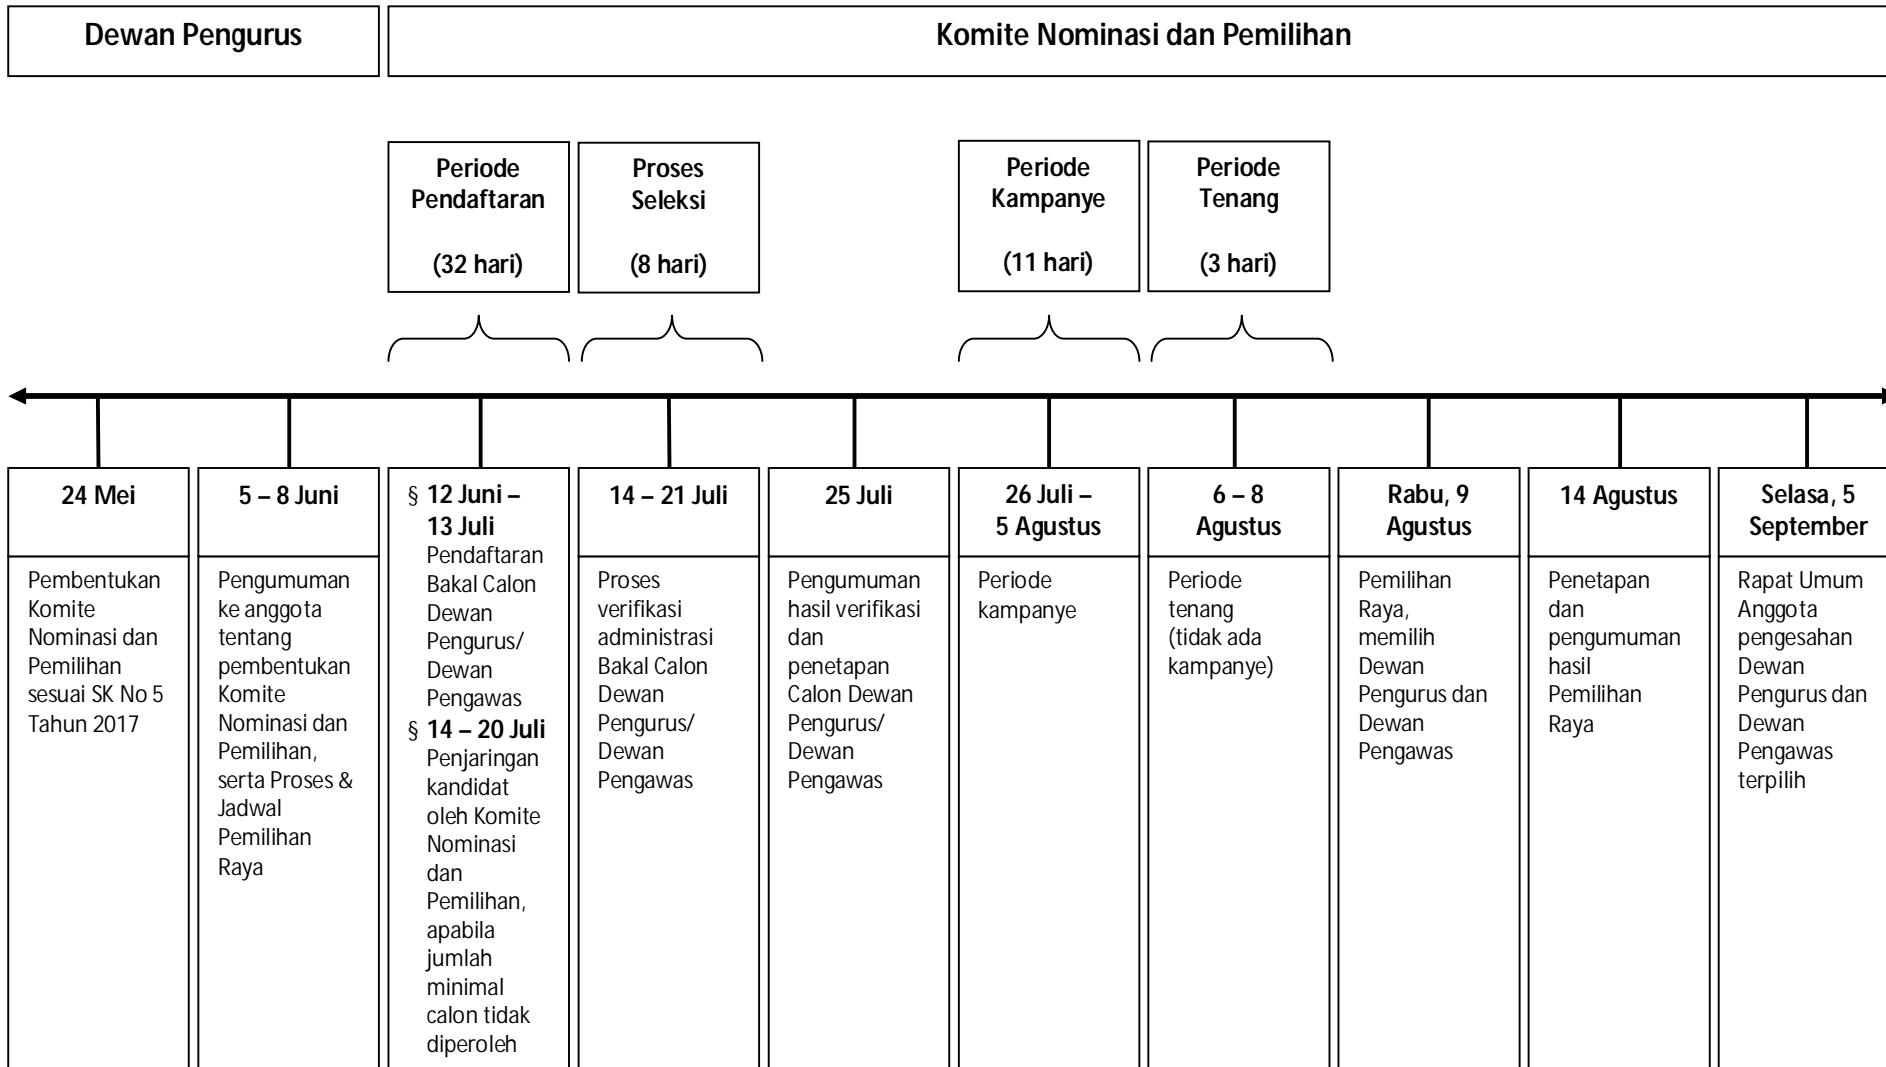 Dewan Pengurus
Komite Nominasi dan Pemilihan
Periode
Pendaftaran
(32 hari)
Proses
Seleksi
(8 hari)
Periode
Kampanye
(11 hari)
Periode
Tenang
(3 hari)
24 Mei
Pembentukan
Komite
Nominasi dan
Pemilihan
sesuai SK No 5
Tahun 2017
5 – 8 Juni
Pengumuman
ke anggota
tentang
pembentukan
Komite
Nominasi dan
Pemilihan,
serta Proses &
Jadwal
Pemilihan
Raya
§ 12 Juni –
13 Juli
Pendaftaran
Bakal Calon
Dewan
Pengurus/
Dewan
Pengawas
§ 14 – 20 Juli
Penjaringan
kandidat
oleh Komite
Nominasi
dan
Pemilihan,
apabila
jumlah
minimal
calon tidak
diperoleh
14 – 21 Juli
Proses
verifikasi
administrasi
Bakal Calon
Dewan
Pengurus/
Dewan
Pengawas
25 Juli
Pengumuman
hasil verifikasi
dan
penetapan
Calon Dewan
Pengurus/
Dewan
Pengawas
26 Juli –
5 Agustus
Periode
kampanye
6 – 8
Agustus
Periode
tenang
(tidak ada
kampanye)
Rabu, 9
Agustus
Pemilihan
Raya,
memilih
Dewan
Pengurus dan
Dewan
Pengawas
14 Agustus
Penetapan
dan
pengumuman
hasil
Pemilihan
Raya
Selasa, 5
September
Rapat Umum
Anggota
pengesahan
Dewan
Pengurus dan
Dewan
Pengawas
terpilih